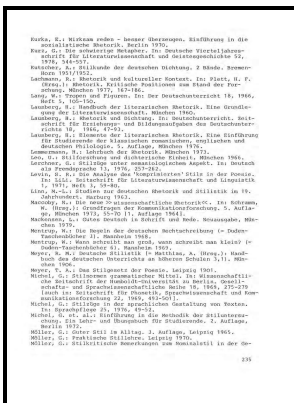 Kurka, E.: Wirksam reden - besser überzeugen. Einführung in die
sozialistische Rhetorik. Berlin 1970.
Kurz, G.: Die schwierige Metapher. In: Deutsche Vierteljahres-
schrift für Literaturwissenschaft und Geistesgeschichte 52,
1978, 544-557.
Kutscher, A.: Stilkunde der deutschen Dichtung. 2 Bände. Bremen-
Horn 1951/1952.
Lachmann, R.: Rhetorik und kultureller Kontext. In: Plett, H. F.
(Hrsg.): Rhetorik. Kritische Positionen zum Stand der For-
schung. München 1977, 167-186.
Lang, W.: Tropen und Figuren. In: Der Deutschunterricht 18, 1966,
Heft 5, 105-150.
Lausberg, H.: Handbuch der literarischen Rhetorik. Eine Grundle-
gung der Literaturwissenschaft. München 1960.
Lausberg, H.: Rhetorik und Dichtung. In: Deutschunterricht. Zeit-
schrift für Erziehungs- und Bildungsaufgaben des Deutschunter-
richts 18, 1966, 47-93.
Lausberg, H.: Elemente der literarischen Rhetorik. Eine Einführung
für Studierende der klassischen romanischen, englischen und
deutschen Philologie. 5. Auflage, München 1976.
Lemmermann, H.: Lehrbuch der Rhetorik. München 1973.
Leo, U.: Stilforschung und dichterische Einheit. München 1966.
Lerchner, G.: Stilzüge unter semasiologischem Aspekt. In: Deutsch
als Fremdsprache 13, 1976, 257-262.
Levin, S. R.: Die Analyse des "komprimierten" Stils in der Poesie.
In: LiLi. Zeitschrift für Literaturwissenschaft und Linguistik
1, 1971, Heft 3, 59-80.
Linn, M.-L.: Studien zur deutschen Rhetorik und Stilistik im 19.
Jahrhundert. Marburg 1963.
Maccoby, N.: Die neue "wissenschaftliche Rhetorik". In: Schramm,
W. (Hrsg.): Grundfragen der Kommunikationsforschung. 5. Aufla-
ge, München 1973, 55-70 [1. Auflage 1964].
Mackensen, L.: Gutes Deutsch in Schrift und Rede. Neuausgabe, Mün-
chen 1979.
Mentrup, W.: Die Regeln der deutschen Rechtschreibung (= Duden-
Taschenbücher 3). Mannheim 1968.
Mentrup, W.: Wann schreibt man groß, wann schreibt man klein? (=
Duden-Taschenbücher 6). Mannheim 1969.
Meyer, R. M.: Deutsche Stilistik (= Matthias, A. (Hrsg.): Hand-
buch des deutschen Unterrichts an höheren Schulen 3,1). Mün-
chen 1906.
Meyer, T. A.: Das Stilgesetz der Poesie. Leipzig 1901.
Michel, G.: Stilnormen grammatischer Mittel. In: Wissenschaftli-
che Zeitschrift der Humboldt-Universität zu Berlin. Gesell-
schafts- und Sprachwissenschaftliche Reihe 18, 1969, 275-279
[auch in: Zeitschrift für Phonetik, Sprachwissenschaft und Kom-
munikationsforschung 22, 1969, 493-501].
Michel, G.: Stilzüge in der sprachlichen Gestaltung von Texten.
In: Sprachpflege 25, 1976, 49-52.
Michel, G. et. al.: Einführung in die Methodik der Stiluntersu-
chung. Ein Lehr- und Übungsbuch für Studierende. 2. Auflage,
Berlin 1972.
Möller, G.: Guter Stil im Alltag. 3. Auflage, Leipzig 1965.
Möller, G.: Praktische Stillehre. Leipzig 1970.
Möller, G.: Stilkritische Bemerkungen zum Nominalstil in der Ge-
235